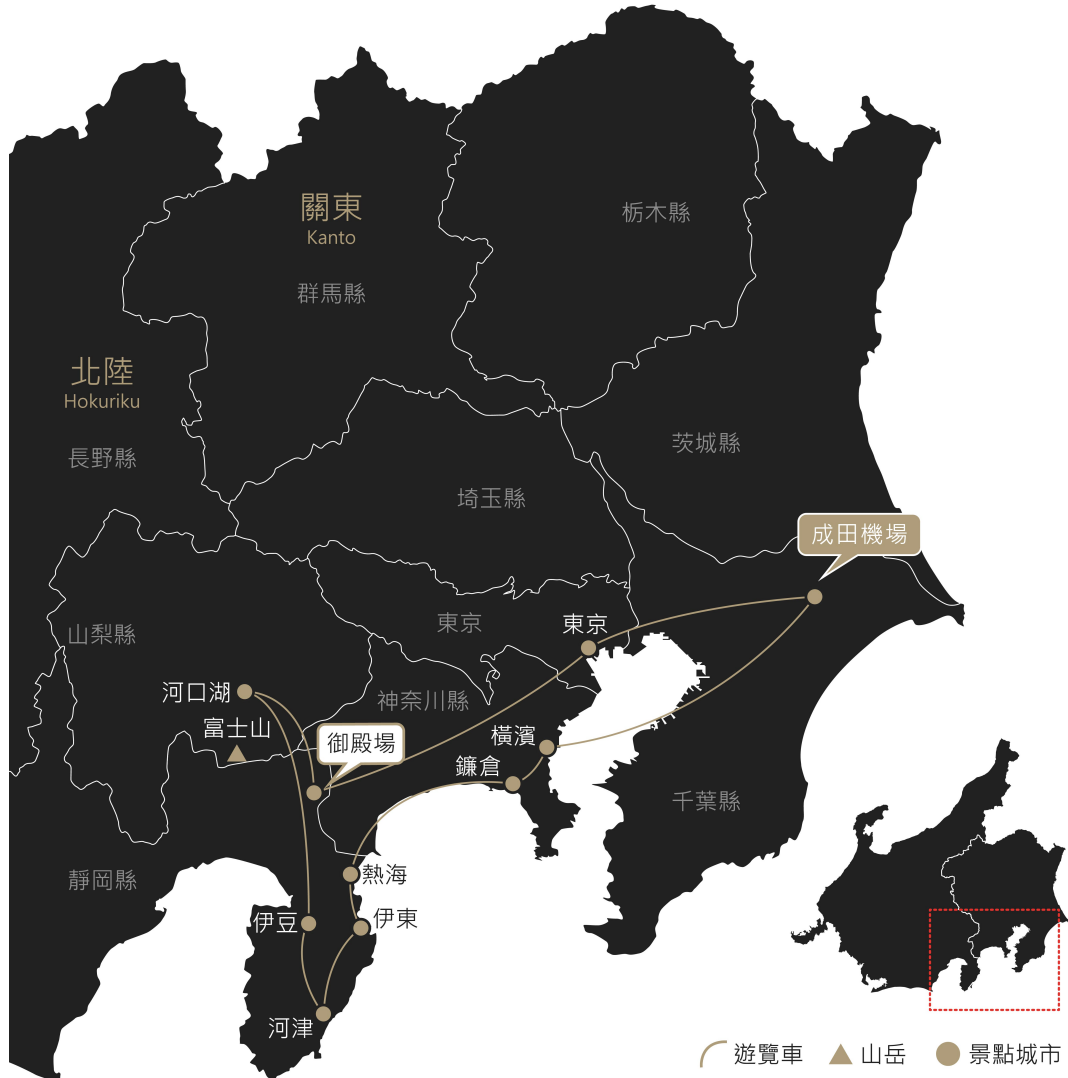 關東
Kanto
栃木縣
群馬縣
北陸
Hokuriku
長野縣
茨城縣
埼玉縣
成田機場
山梨縣
東京
東京
河口湖
神奈川縣
富士山
御殿場
橫濱
鐮倉
千葉縣
靜岡縣
熱海
伊豆
伊東
河津
遊覽車
山岳
景點城市